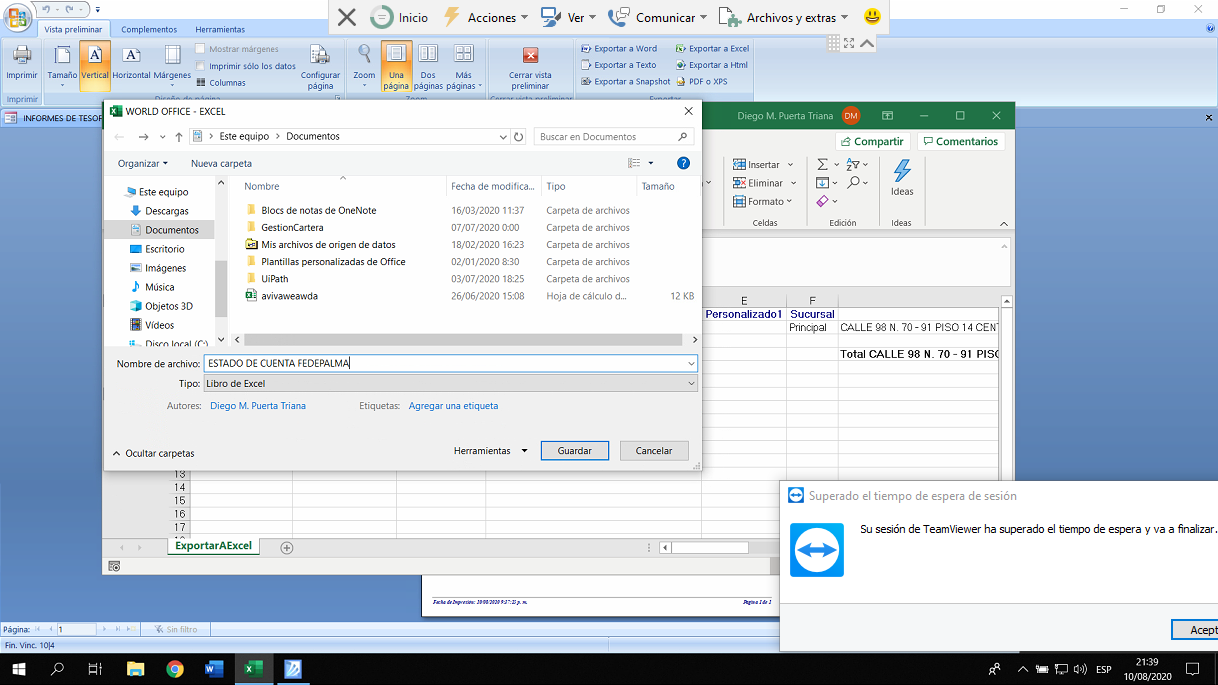 Inicio
Acciones
Ver
Comunicar
Archivos y extras
Vista preliminar
Complementos
Herramientas
Imprimir
Tamaño
Vertical
Horizontal
Márgenes
Mostrar márgenes
Imprimir sólo los datos
Columnas
Configurar página
Zoom
Una página
Dos páginas
Más páginas
Cerrar vista preliminar
Exportar a Word
Exportar a Texto
Exportar a Snapshot
Exportar a Excel
Exportar a Html
PDF o XPS
Imprimir
Diseño de página
Zoom
Cerrar vista preliminar
Exportar
INFORMES DE TESOR
WORLD OFFICE - EXCEL
Este equipo
Documentos
Buscar en Documentos
Organizar
Nueva carpeta
Este equipo
Descargas
Documentos
Escritorio
Imágenes
Música
Objetos 3D
Vídeos
Disco local (C:)
Nombre Fecha de modifica... Tipo Tamaño
Blocs de notas de OneNote 16/03/2020 11:37 Carpeta de archivos
GestionCartera 07/07/2020 0:00 Carpeta de archivos
Mis archivos de origen de datos 18/02/2020 16:23 Carpeta de archivos
Plantillas personalizadas de Office 02/01/2020 8:30 Carpeta de archivos
UiPath 03/07/2020 18:25 Carpeta de archivos
avivaweawda 26/06/2020 15:08 Hoja de cálculo d... 12 KB
Nombre de archivo: ESTADO DE CUENTA FEDEPALMA
Tipo: Libro de Excel
Autores: Diego M. Puerta Triana Etiquetas: Agregar una etiqueta
Ocultar carpetas
Herramientas
Guardar
Cancelar
Diego M. Puerta Triana DM
Compartir
Comentarios
Insertar
Eliminar
Formato
Celdas
Edición
Ideas
Ideas
E F
Personalizado1 Sucursal
Principal CALLE 98 N. 70 - 91 PISO 14 CENT
Total CALLE 98 N. 70 - 91 PISO
13
14
15
16
17
ExportarAExcel
Superado el tiempo de espera de sesión
Su sesión de TeamViewer ha superado el tiempo de espera y va a finalizar.
Acept
Fecha de Impresión: 10/08/2020 9:37:25 p. m.
Página 1 de 1
Página: 1
Sin filtro
Fin. Vinc. 10|4
ESP
21:39
10/08/2020